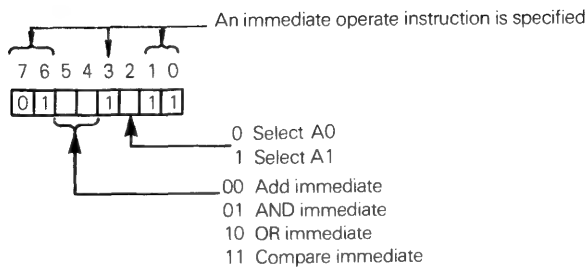 An immediate operate instruction is specified
7 6 5 4 3 2 1 0
0 1 1 1 1
0 Select A0
1 Select A1
00 Add immediate
01 AND immediate
10 OR immediate
11 Compare immediate